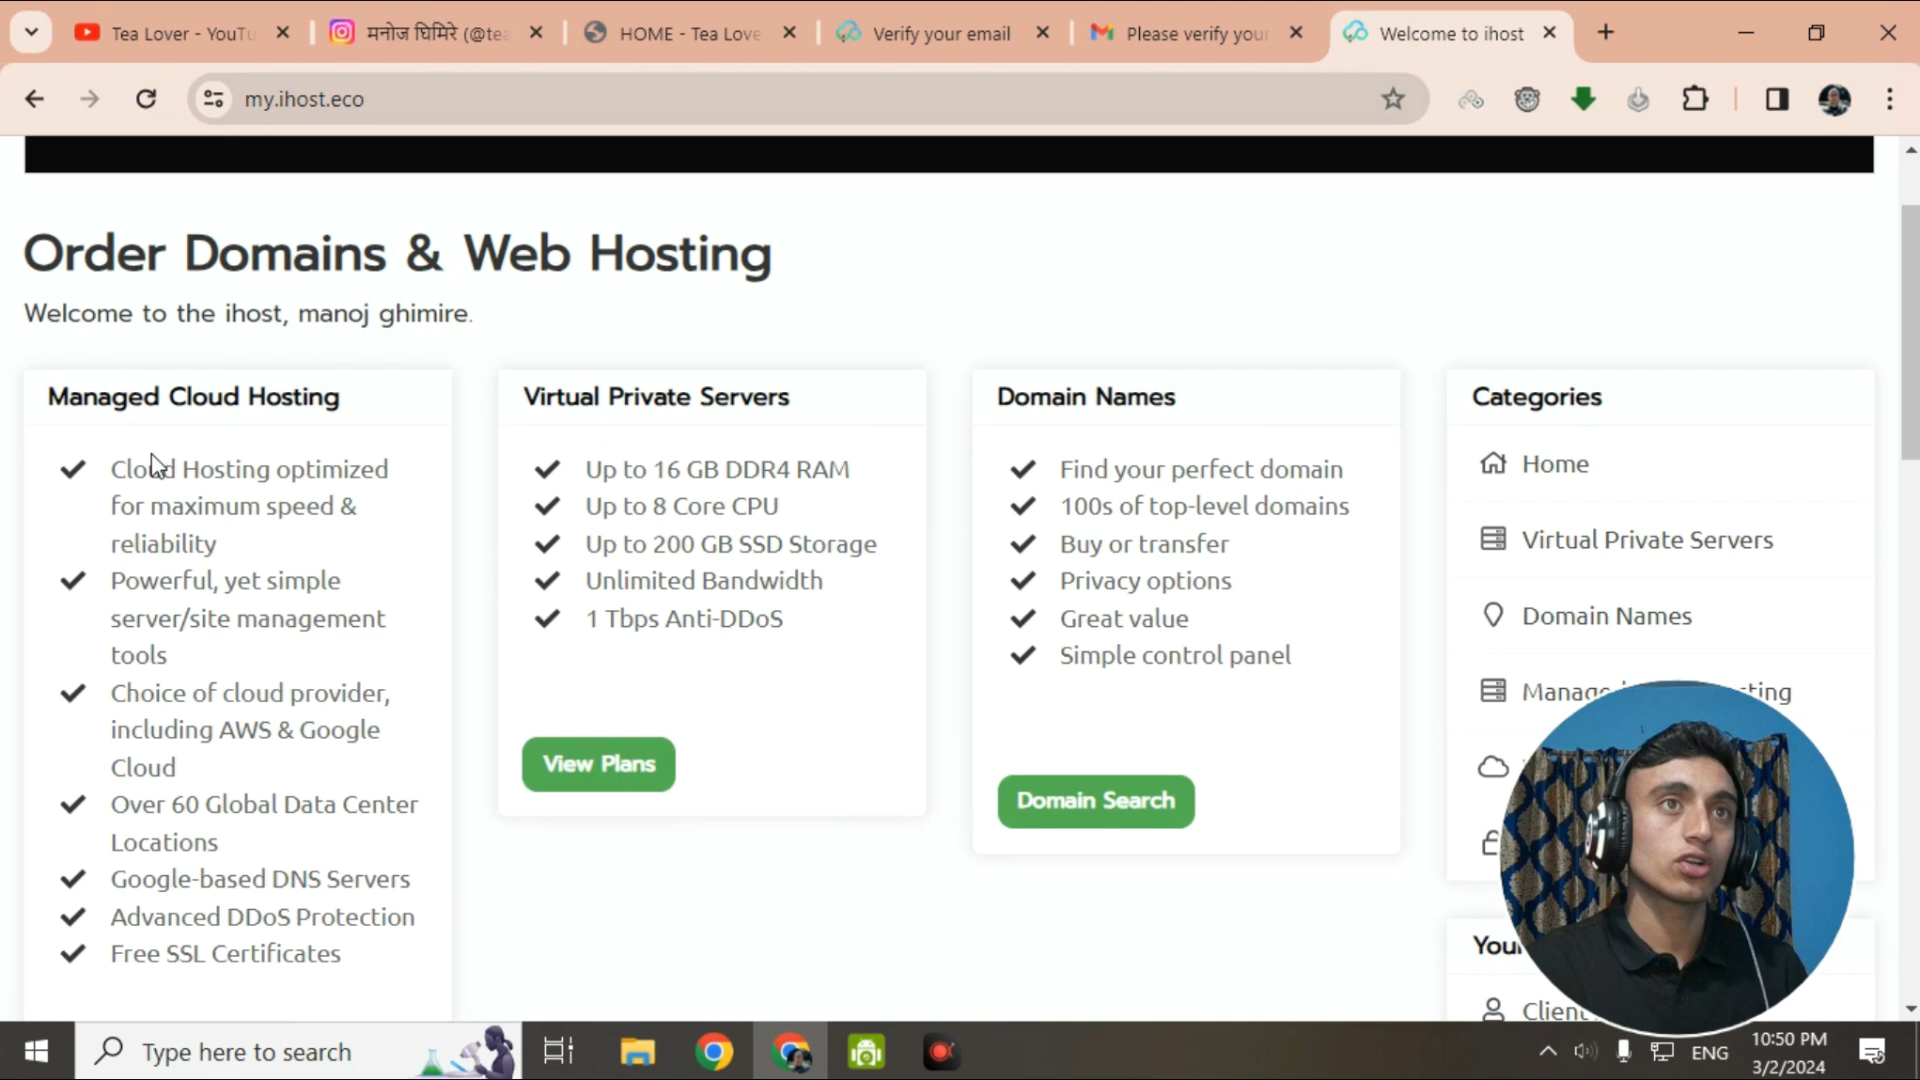 Tea Lover - YouTu
मनोज घिमिरे (@tea
HOME - Tea Love
Verify your email
Please verify your
Welcome to ihost
my.ihost.eco
Order Domains & Web Hosting
Welcome to the ihost, manoj ghimire.
Managed Cloud Hosting
Cloud Hosting optimized
for maximum speed &
reliability
Powerful, yet simple
server/site management
tools
Choice of cloud provider,
including AWS & Google
Cloud
Over 60 Global Data Center
Locations
Google-based DNS Servers
Advanced DDoS Protection
Free SSL Certificates
Virtual Private Servers
Up to 16 GB DDR4 RAM
Up to 8 Core CPU
Up to 200 GB SSD Storage
Unlimited Bandwidth
1 Tbps Anti-DDoS
View Plans
Domain Names
Find your perfect domain
100s of top-level domains
Buy or transfer
Privacy options
Great value
Simple control panel
Domain Search
Categories
Home
Virtual Private Servers
Domain Names
Type here to search
ENG
10:50 PM
3/2/2024